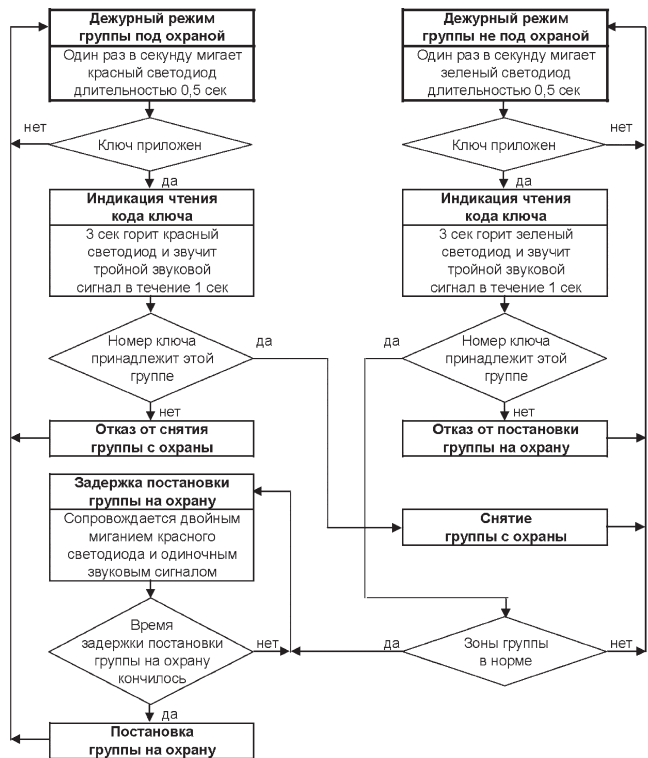 Дежурный режим
группы под охраной
Один раз в секунду мигает
красный светодиод
длительностью 0,5 сек
нет
Ключ приложен
да
Индикация чтения
кода ключа
3 сек горит красный
светодиод и звучит
тройной звуковой
сигнал в течение 1 сек
Номер ключа
принадлежит этой
группе
да
нет
Отказ от снятия
группы с охраны
Задержка постановки
группы на охрану
Сопровождается двойным
миганием красного
светодиода и одиночным
звуковым сигналом
Время
задержки постановки
группы на охрану
кончилось
нет
да
Постановка
группы на охрану
Дежурный режим
группы не под охраной
Один раз в секунду мигает
зеленый светодиод
длительностью 0,5 сек
Ключ приложен
нет
да
Индикация чтения
кода ключа
3 сек горит зеленый
светодиод и звучит
тройной звуковой
сигнал в течение 1 сек
да
Номер ключа
принадлежит этой
группе
нет
Отказ от постановки
группы на охрану
Снятие
группы с охраны
да
Зоны группы
в норме
нет